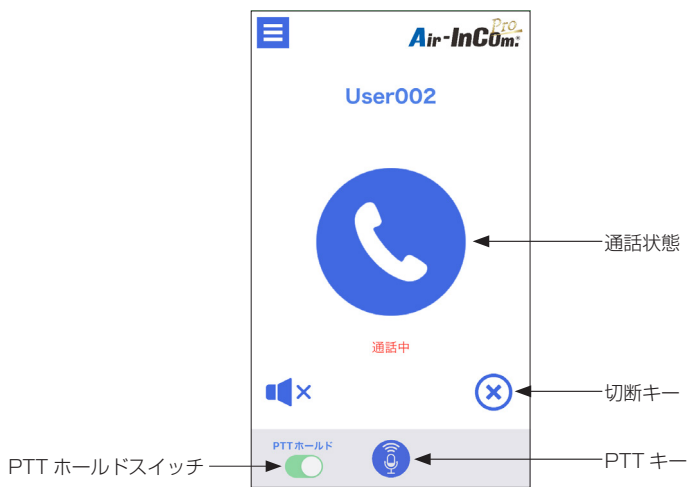 Air-InCom. Pro
User002
通話状態
通話中
切断キー
PTTホールド
PTT ホールドスイッチ
PTT キー